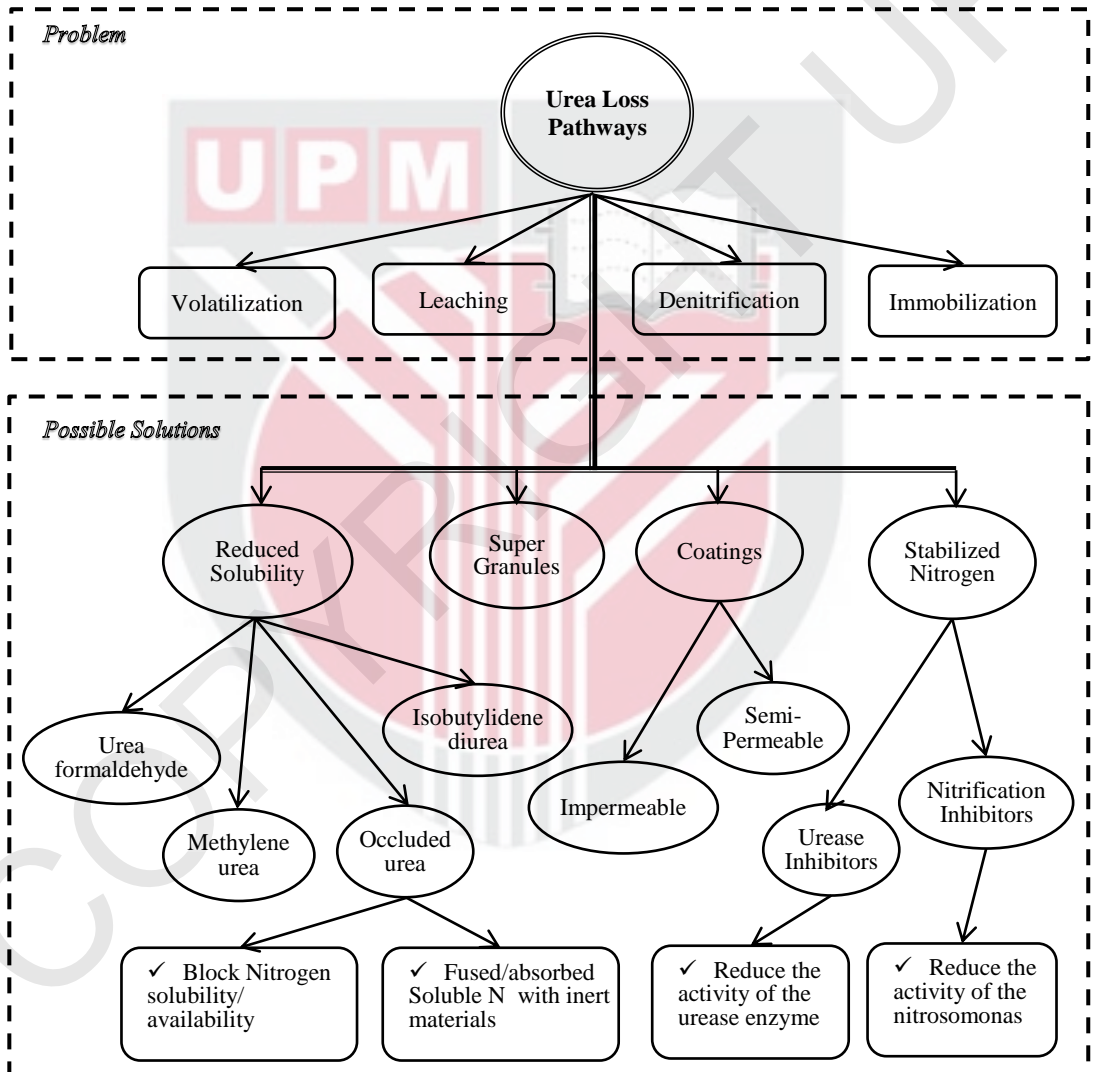 Problem
Urea Loss
Pathways
UPM
Volatilization
Leaching
Denitrification
Immobilization
Possible Solutions
Reduced
Solubility
Super
Granules
Coatings
Stabilized
Nitrogen
Urea
formaldehyde
Methylene
urea
Occluded
urea
Isobutylidene
diurea
Impermeable
Semi-
Permeable
Urease
Inhibitors
Nitrification
Inhibitors
✓ Block Nitrogen
solubility/
availability
✓ Fused/absorbed
Soluble N with inert
materials
✓ Reduce the
activity of the
urease enzyme
✓ Reduce the
activity of the
nitrosomonas
COPYRIGHT UP